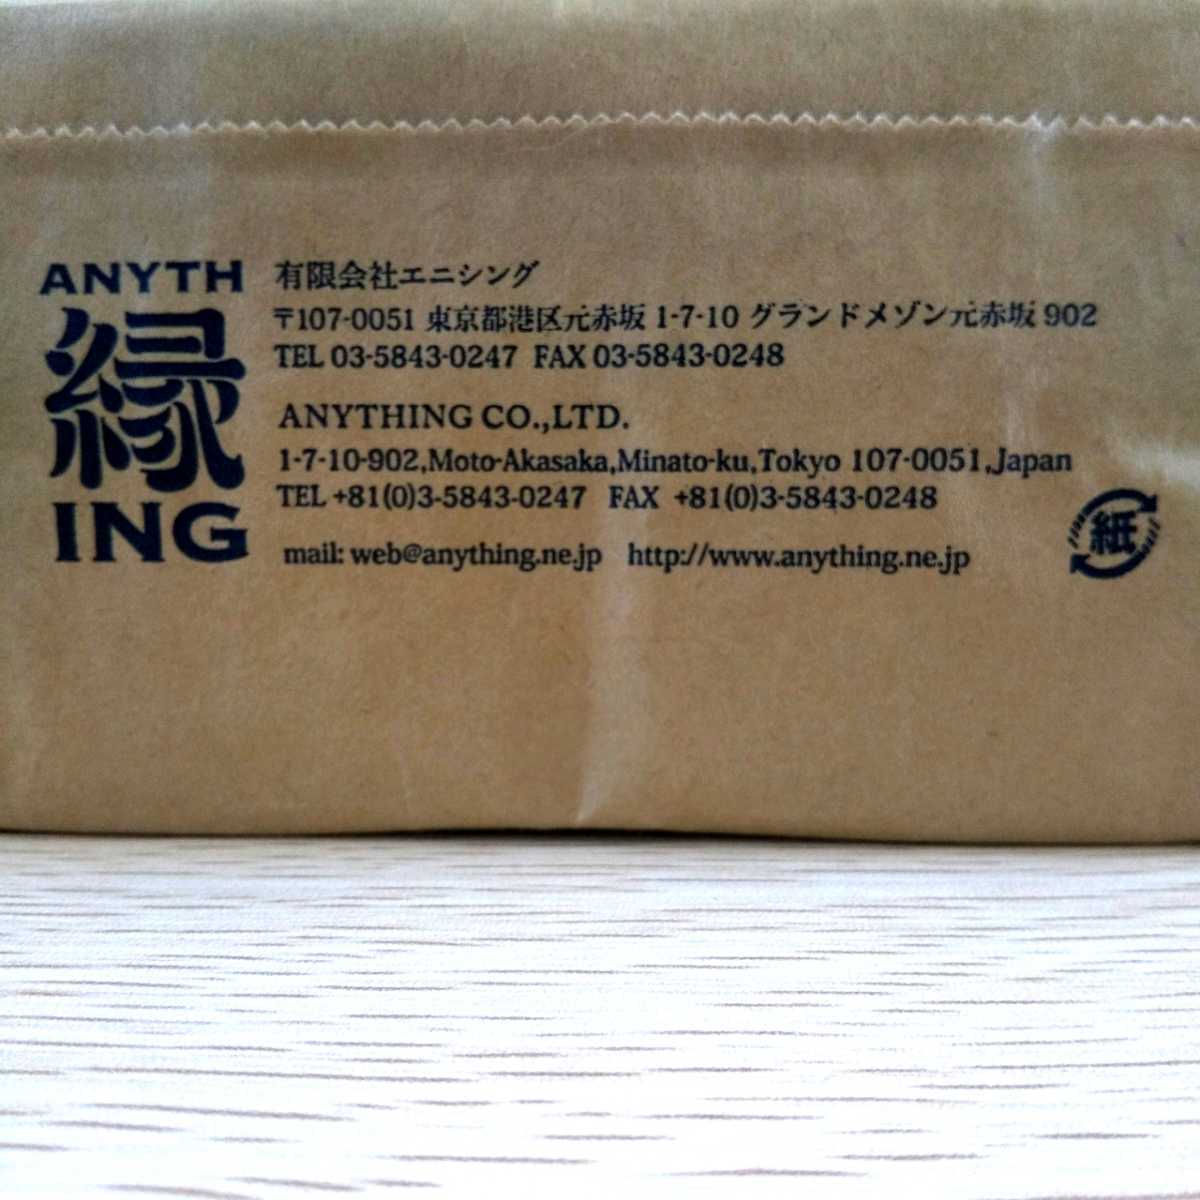 ANYTH
縁
ING
有限会社エニシング
〒107-0051 東京都港区元赤坂 1-7-10 グランドメゾン元赤坂 902
TEL 03-5843-0247 FAX 03-5843-0248
ANYTHING CO.,LTD.
1-7-10-902,Moto-Akasaka,Minato-ku,Tokyo 107-0051,Japan
TEL +81(0)3-5843-0247 FAX +81(0)3-5843-0248
mail: web@anything.ne.jp http://www.anything.ne.jp
紙